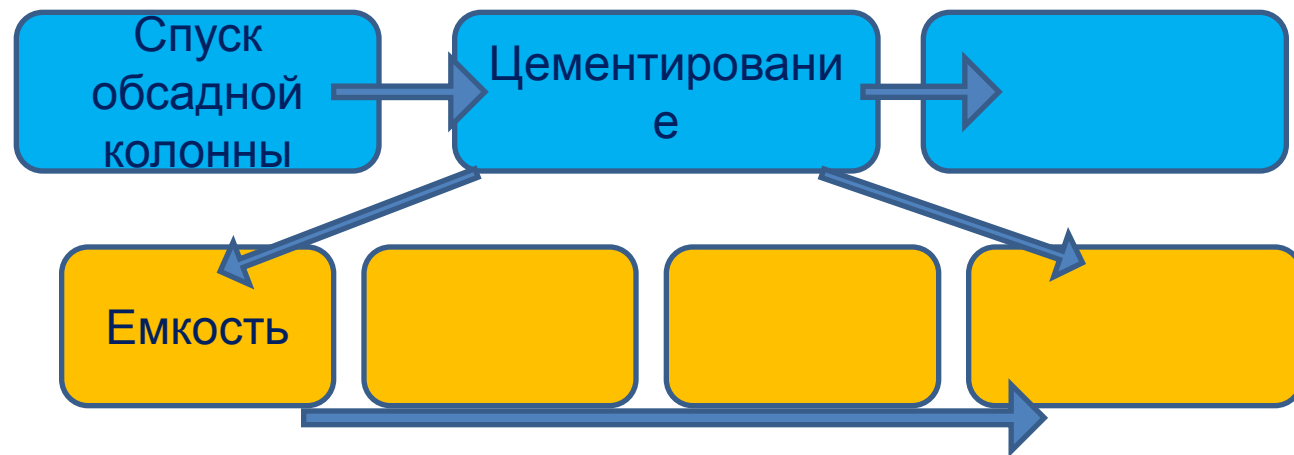 Спуск
обсадной
колонны
Цементировани
е
Емкость